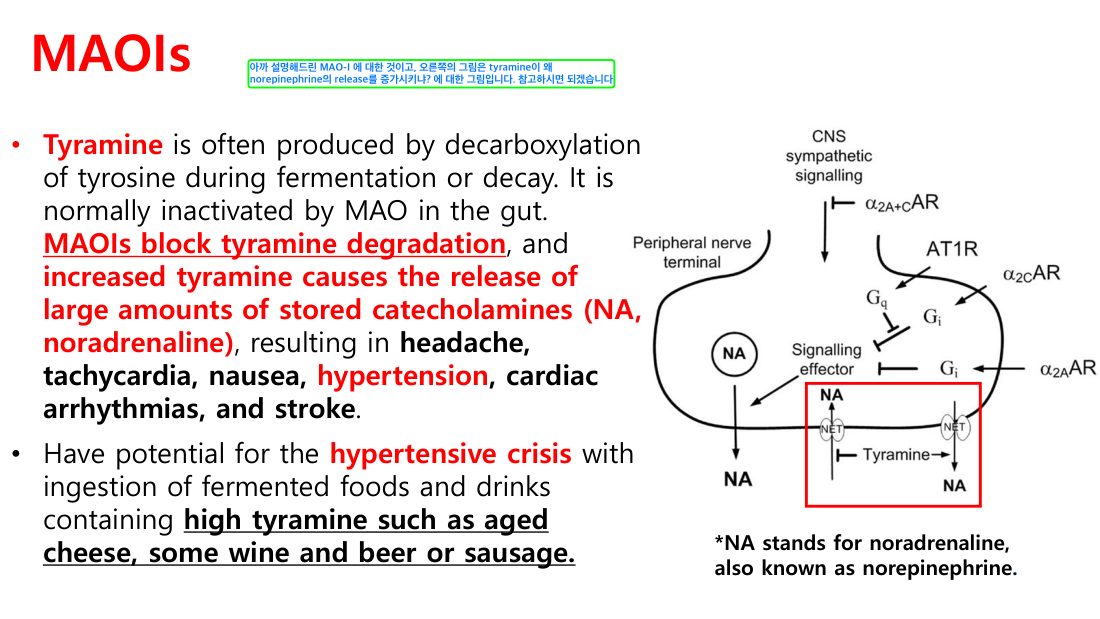 MAOIs
아까 설명해드린 MAO-I 에 대한 것이고, 오른쪽의 그림은 tyramine이 왜
norepinephrine의 release를 증가시키냐? 에 대한 그림입니다. 참고하시면 되겠습니다
• Tyramine is often produced by decarboxylation
of tyrosine during fermentation or decay. It is
normally inactivated by MAO in the gut.
MAOIs block tyramine degradation, and
increased tyramine causes the release of
large amounts of stored catecholamines (NA,
noradrenaline), resulting in headache,
tachycardia, nausea, hypertension, cardiac
arrhythmias, and stroke.
• Have potential for the hypertensive crisis with
ingestion of fermented foods and drinks
containing high tyramine such as aged
cheese, some wine and beer or sausage.
CNS
sympathetic
signalling
α2A+CAR
Peripheral nerve
terminal
AT1R
α2CAR
Gq
Gi
NA
Signalling
effector
Gi
α2AAR
NA
NET
NET
Tyramine
NA
NA
*NA stands for noradrenaline,
also known as norepinephrine.